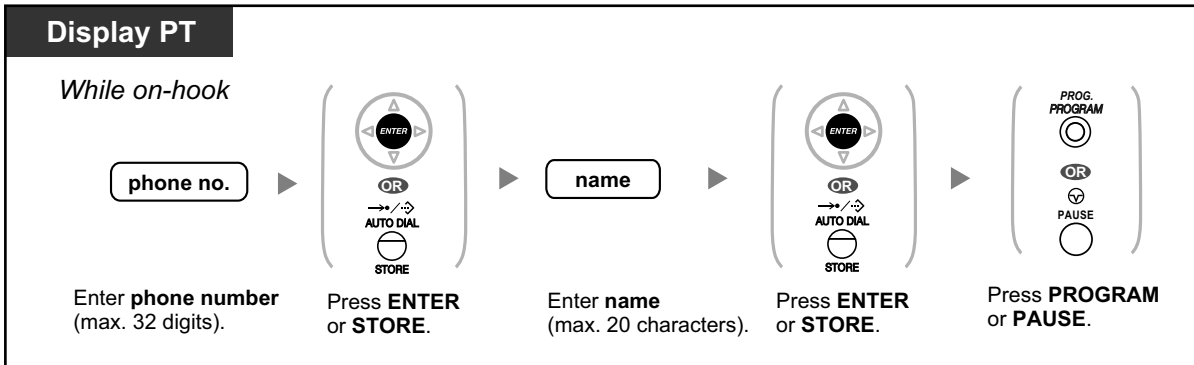 Display PT
While on-hook
phone no.
ENTER
OR
AUTO DIAL
STORE
name
ENTER
OR
AUTO DIAL
STORE
PROG.
PROGRAM
OR
PAUSE
Enter phone number
(max. 32 digits).
Press ENTER
or STORE.
Enter name
(max. 20 characters).
Press ENTER
or STORE.
Press PROGRAM
or PAUSE.